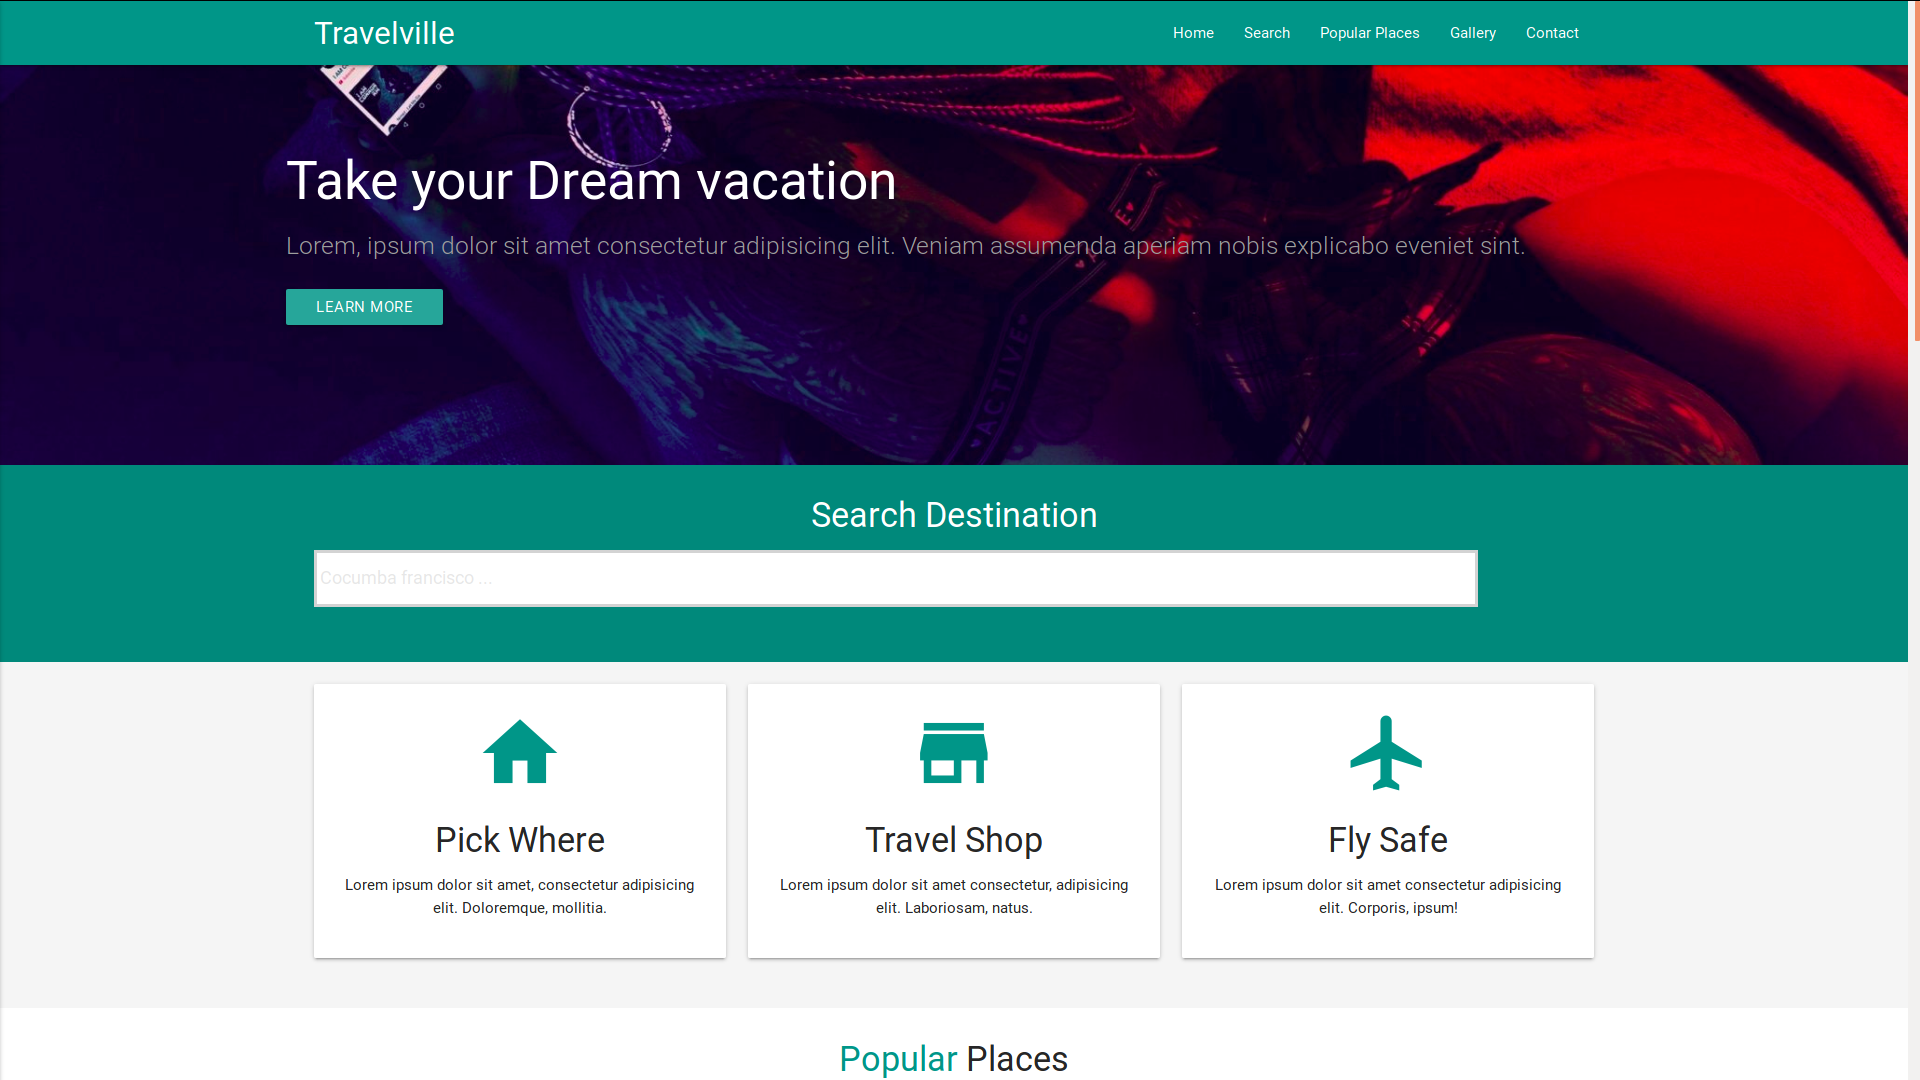 Travelville
Home
Search
Popular Places
Gallery
Contact
Take your Dream vacation
Lorem, ipsum dolor sit amet consectetur adipisicing elit. Veniam assumenda aperiam nobis explicabo eveniet sint.
LEARN MORE
ACTIVE
Search Destination
Cocumba francisco ...
Pick Where
Lorem ipsum dolor sit amet, consectetur adipisicing
elit. Doloremque, mollitia.
Travel Shop
Lorem ipsum dolor sit amet consectetur, adipisicing
elit. Laboriosam, natus.
Fly Safe
Lorem ipsum dolor sit amet consectetur adipisicing
elit. Corporis, ipsum!
Popular Places